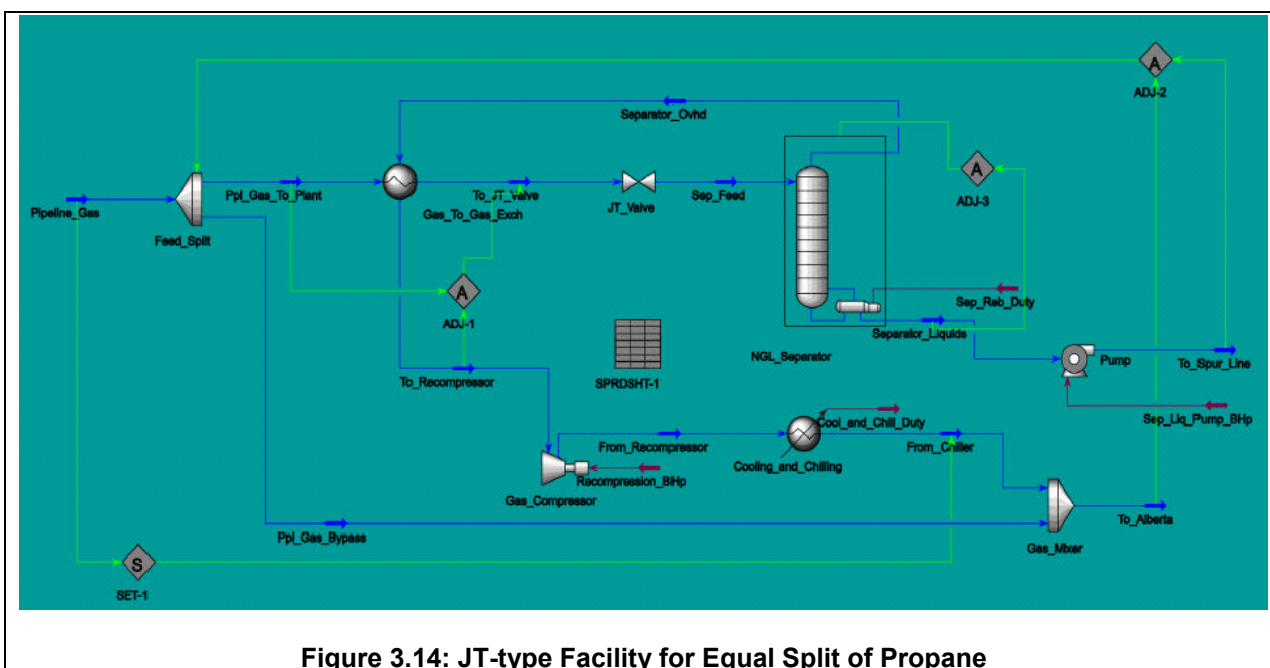 A
ADJ-2
Separator_Ovhd
A
ADJ-3
Pipeline_Gas
Feed_Split
Ppl_Gas_To_Plant
To_JT_Valve
Gas_To_Gas_Exch
JT_Valve
Sep_Feed
A
ADJ-1
Sep_Reb_Duty
Separator_Liquids
NGL_Separator
SPRDSHT-1
Pump
To_Spur_Line
To_Recompressor
Sep_Liq_Pump_BHp
Cool_and_Chill_Duty
From_Recompressor
From_Chiller
Cooling_and_Chilling
Recompression_BHp
Gas_Compressor
Ppl_Gas_Bypass
To_Alberta
Gas_Mixer
S
SET-1
Figure 3.14: JT-type Facility for Equal Split of Propane